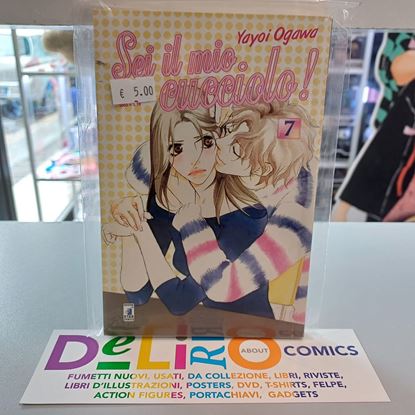 Yayoi Ogawa
Sei il mio
cucciolo!
€ 5.00
7
DeLiRiO
ABOUT
COMICS
FUMETTI NUOVI, USATI, DA COLLEZIONE, LIBRI, RIVISTE,
LIBRI D'ILLUSTRAZIONI, POSTERS, DVD, T-SHIRTS, FELPE,
ACTION FIGURES, PORTACHIAVI, GADGETS